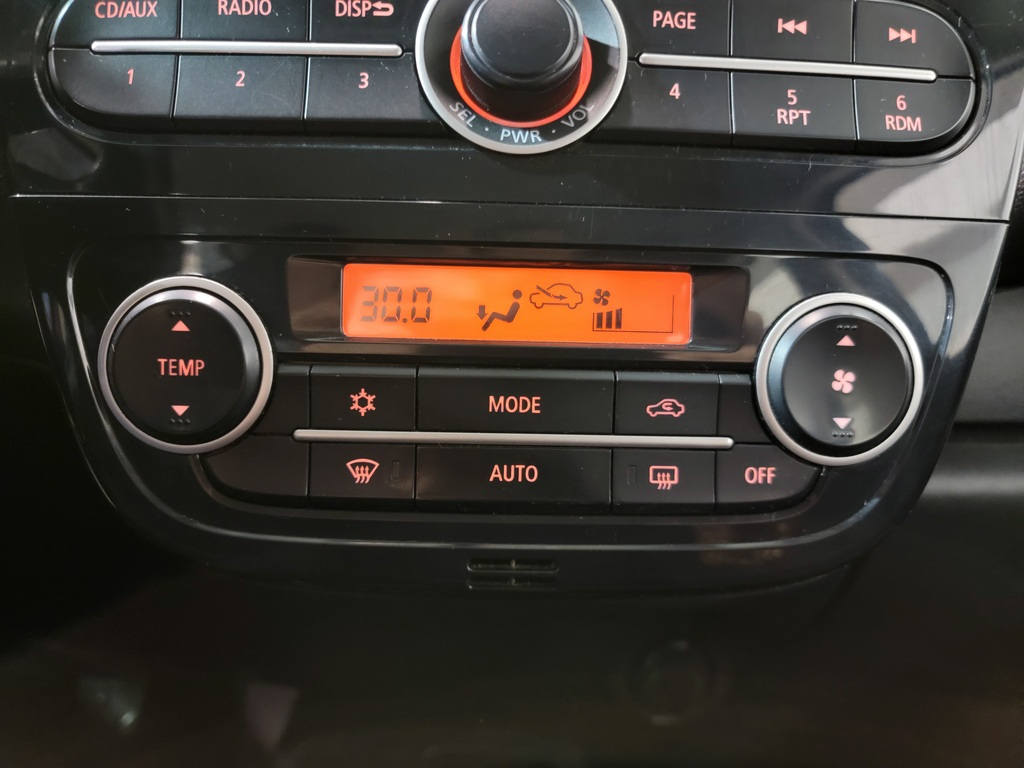 CD/AUX RADIO DISP PAGE
1 2 3 4 5 6
RPT RDM
SEL · PWR · VOL
30.0
TEMP
MODE
AUTO OFF